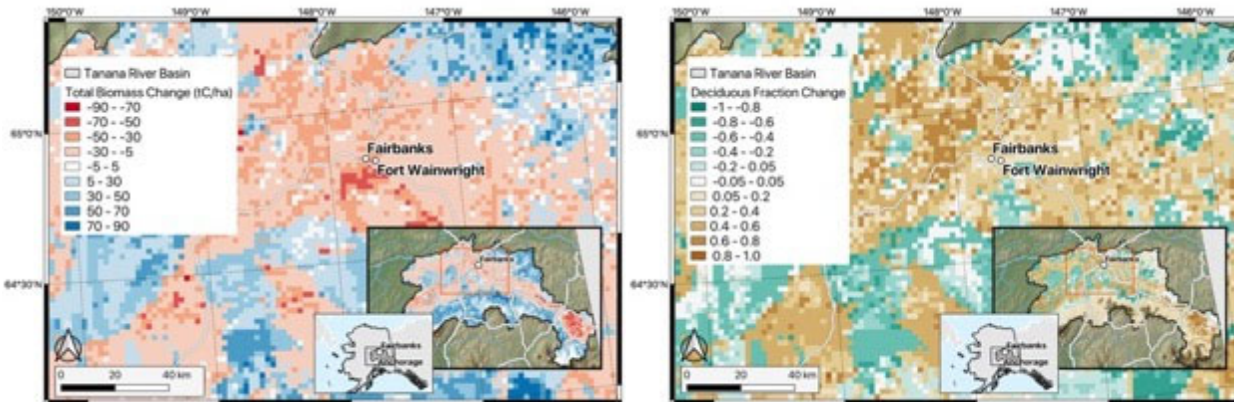 150°0'W 149°0'W 148°0'W 147°0'W 146°0'W
Tanana River Basin
Total Biomass Change (tC/ha)
-90 - -70
-70 - -50
-50 - -30
-30 - -5
-5 - 5
5 - 30
30 - 50
50 - 70
70 - 90
65°0'N
64°30'N
Fairbanks
Fort Wainwright
Fairbanks
Fairbanks
Anchorage
0 20 40 km
150°0'W 149°0'W 148°0'W 147°0'W 146°0'W
Tanana River Basin
Deciduous Fraction Change
-1 - -0.8
-0.8 - -0.6
-0.6 - -0.4
-0.4 - -0.2
-0.2 - 0.05
-0.05 - 0.05
0.05 - 0.2
0.2 - 0.4
0.4 - 0.6
0.6 - 0.8
0.8 - 1.0
65°0'N
64°30'N
Fairbanks
Fort Wainwright
Fairbanks
Fairbanks
Anchorage
0 20 40 km